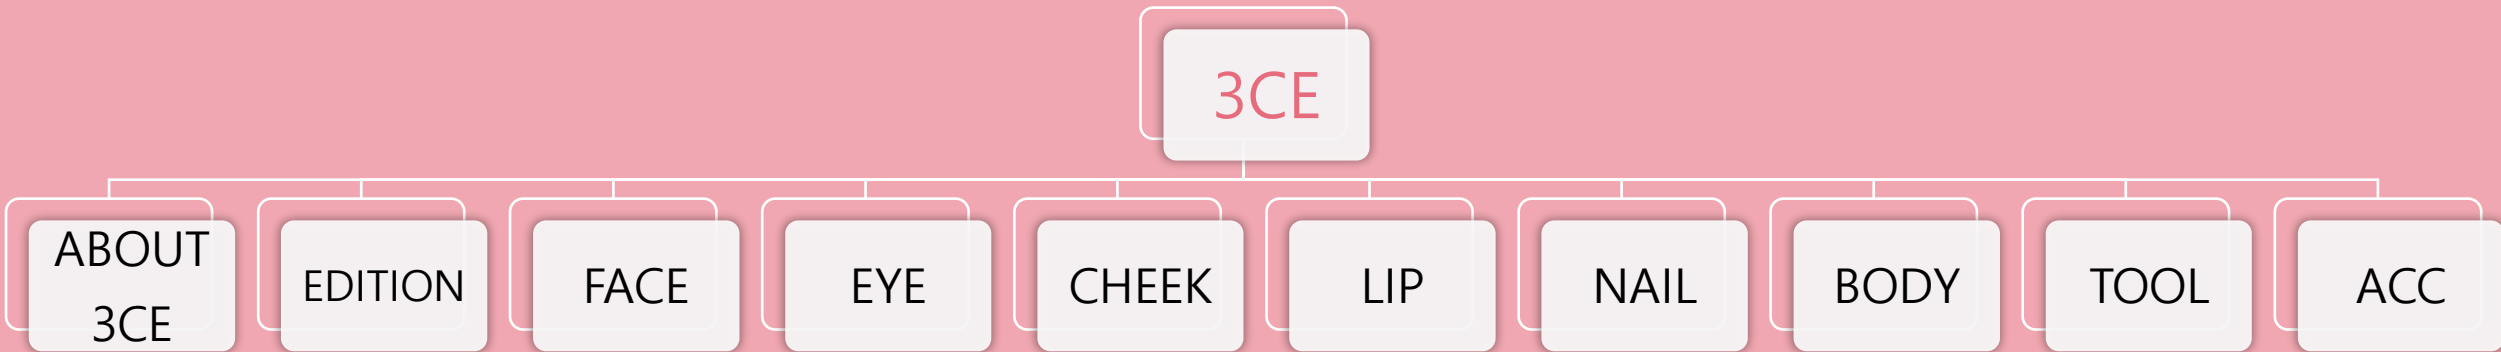 3CE
ABOUT
3CE
EDITION
FACE
EYE
CHEEK
LIP
NAIL
BODY
TOOL
ACC